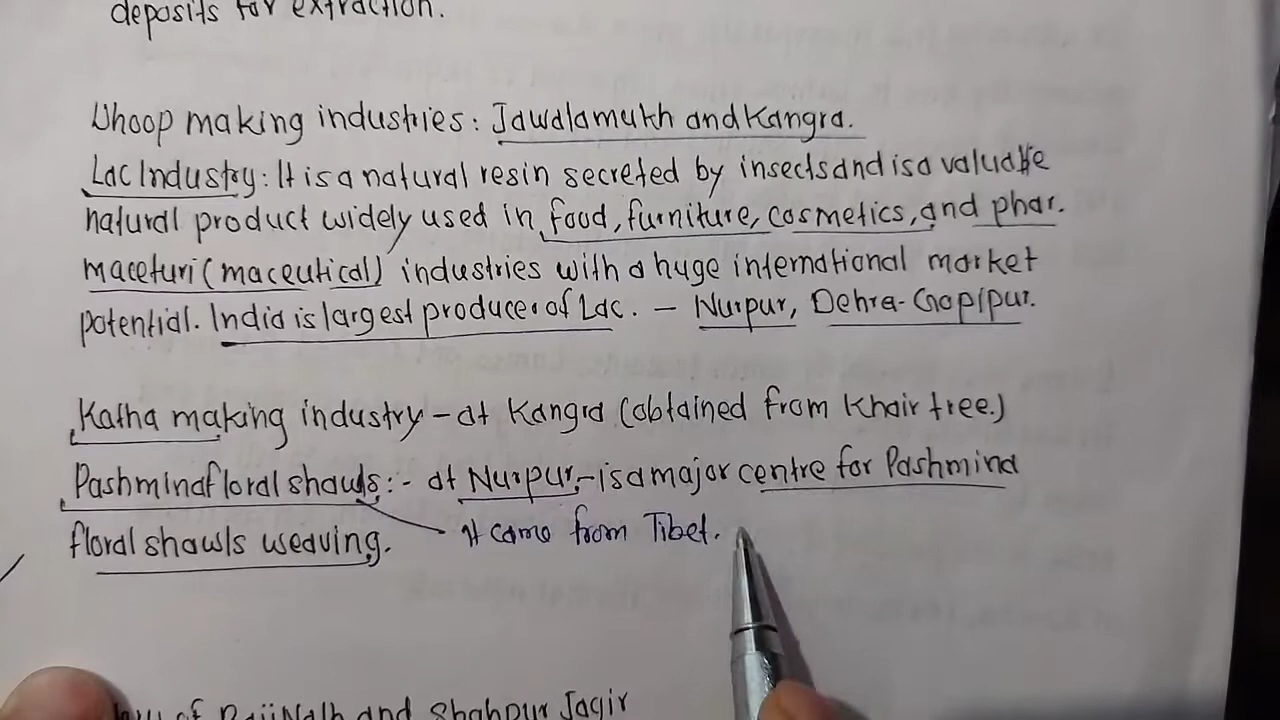 deposits for extraction.
Dhoop making industries: Jawalamukh and Kangra.
Lac Industry: It is a natural resin secreted by insects and is a valuable
natural product widely used in food, furniture, cosmetics, and phar.
maceturi (maceutical) industries with a huge international market
potential. India is largest producer of Lac. – Nurpur, Dehra-Gopipur.
Katha making industry – at Kangra (obtained from Khair tree.)
Pashmina floral shawls:- at Nurpur,- is a major centre for Pashmina
floral shawls weaving.
It came from Tibet.
of Baijnath and Shahpur Jagir